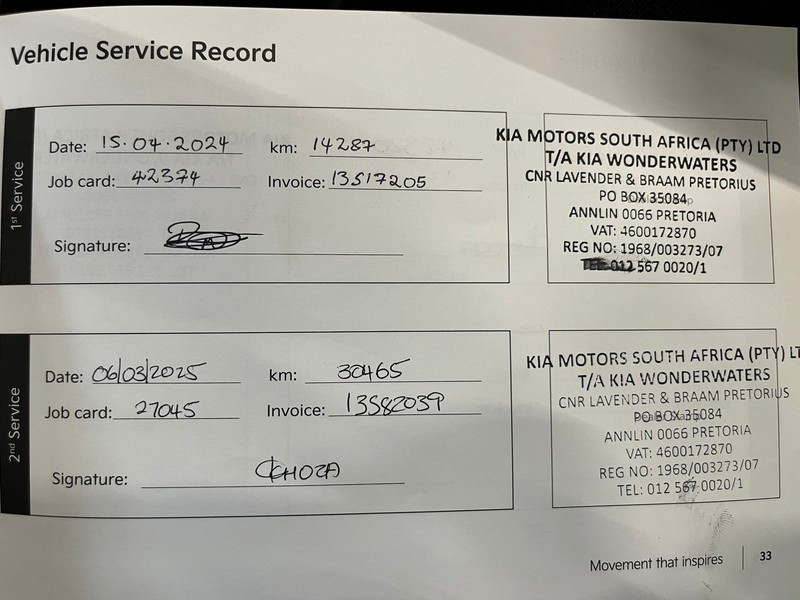 Vehicle Service Record
1st Service
Date: 15.04.2024 km: 14287
Job card: 42374 Invoice: 13517205
Signature:
KIA MOTORS SOUTH AFRICA (PTY) LTD
T/A KIA WONDERWATERS
CNR LAVENDER & BRAAM PRETORIUS
PO BOX 35084
ANNLIN 0066 PRETORIA
VAT: 4600172870
REG NO: 1968/003273/07
TEL: 012 567 0020/1
2nd Service
Date: 06/03/2025 km: 30465
Job card: 27045 Invoice: 13582039
Signature:
KIA MOTORS SOUTH AFRICA (PTY) LT
T/A KIA WONDERWATERS
CNR LAVENDER & BRAAM PRETORIUS
PO BOX 35084
ANNLIN 0066 PRETORIA
VAT: 4600172870
REG NO: 1968/003273/07
TEL: 012 567 0020/1
Movement that inspires 33